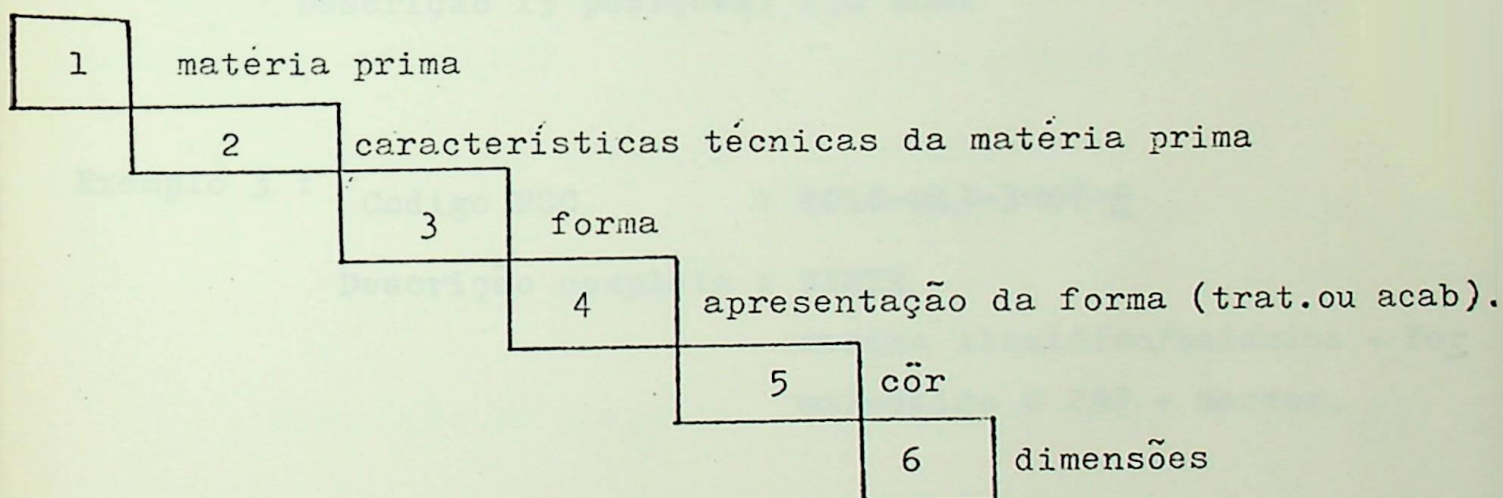 1 matéria prima
2 características técnicas da matéria prima
3 forma
4 apresentação da forma (trat.ou acab).
5 cör
6 dimensões